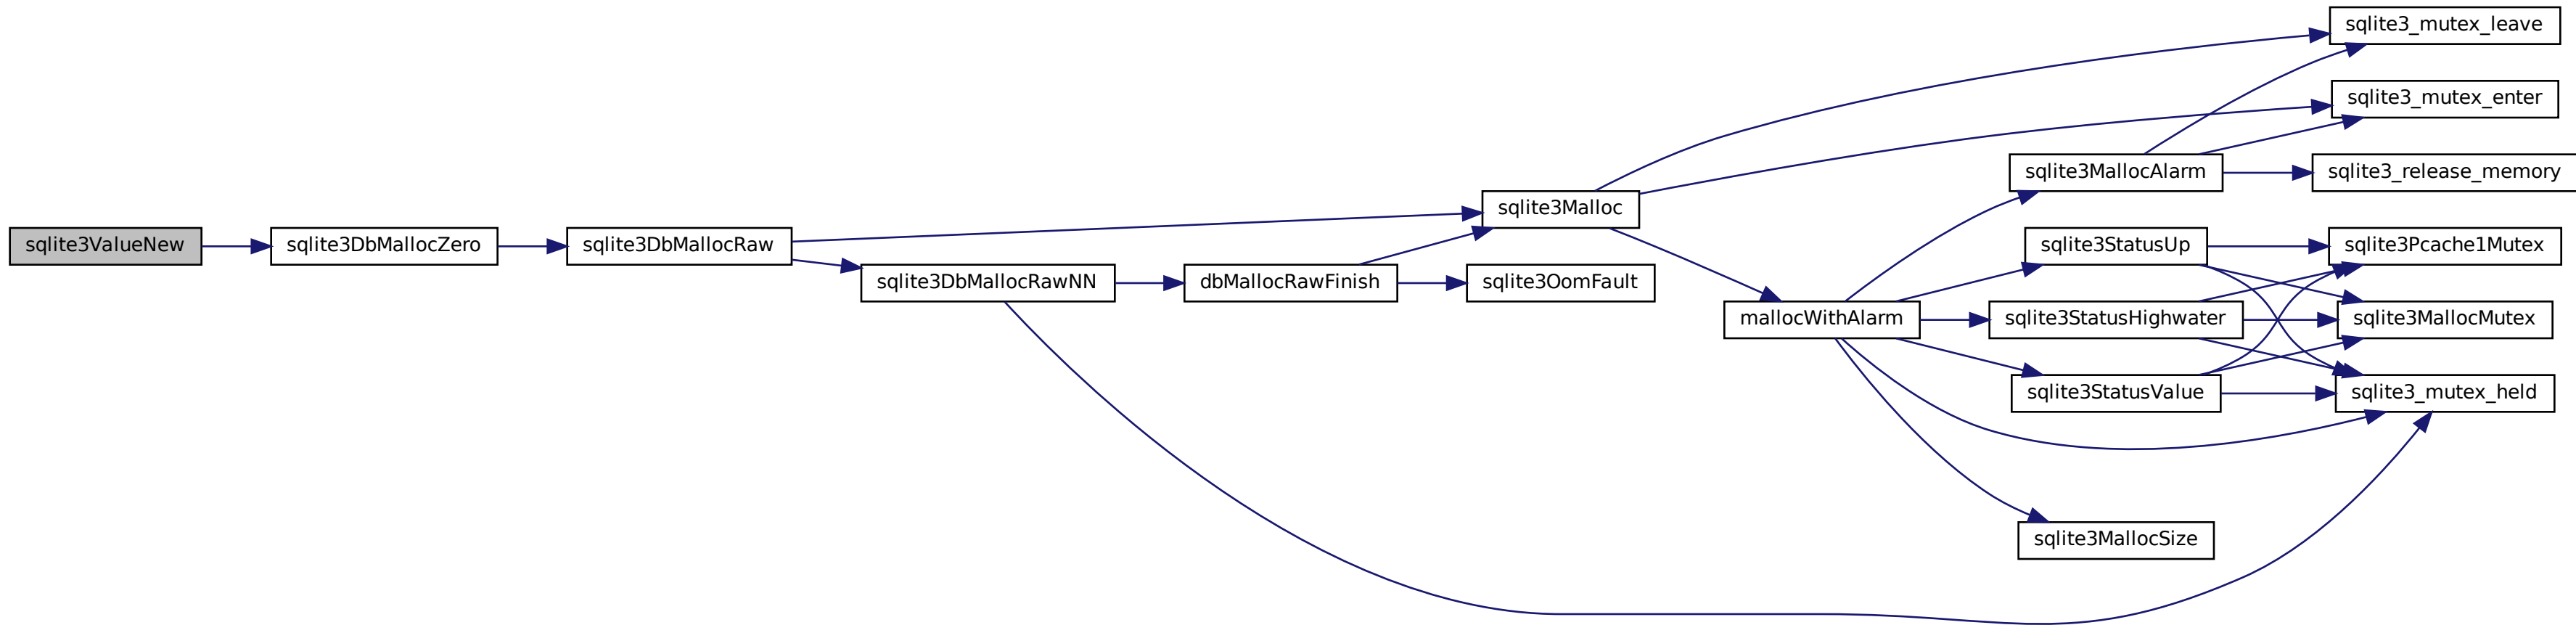 sqlite3ValueNew
sqlite3DbMallocZero
sqlite3DbMallocRaw
sqlite3DbMallocRawNN
dbMallocRawFinish
sqlite3Malloc
sqlite3OomFault
mallocWithAlarm
sqlite3MallocAlarm
sqlite3StatusUp
sqlite3StatusHighwater
sqlite3StatusValue
sqlite3MallocSize
sqlite3_mutex_leave
sqlite3_mutex_enter
sqlite3_release_memory
sqlite3Pcache1Mutex
sqlite3MallocMutex
sqlite3_mutex_held